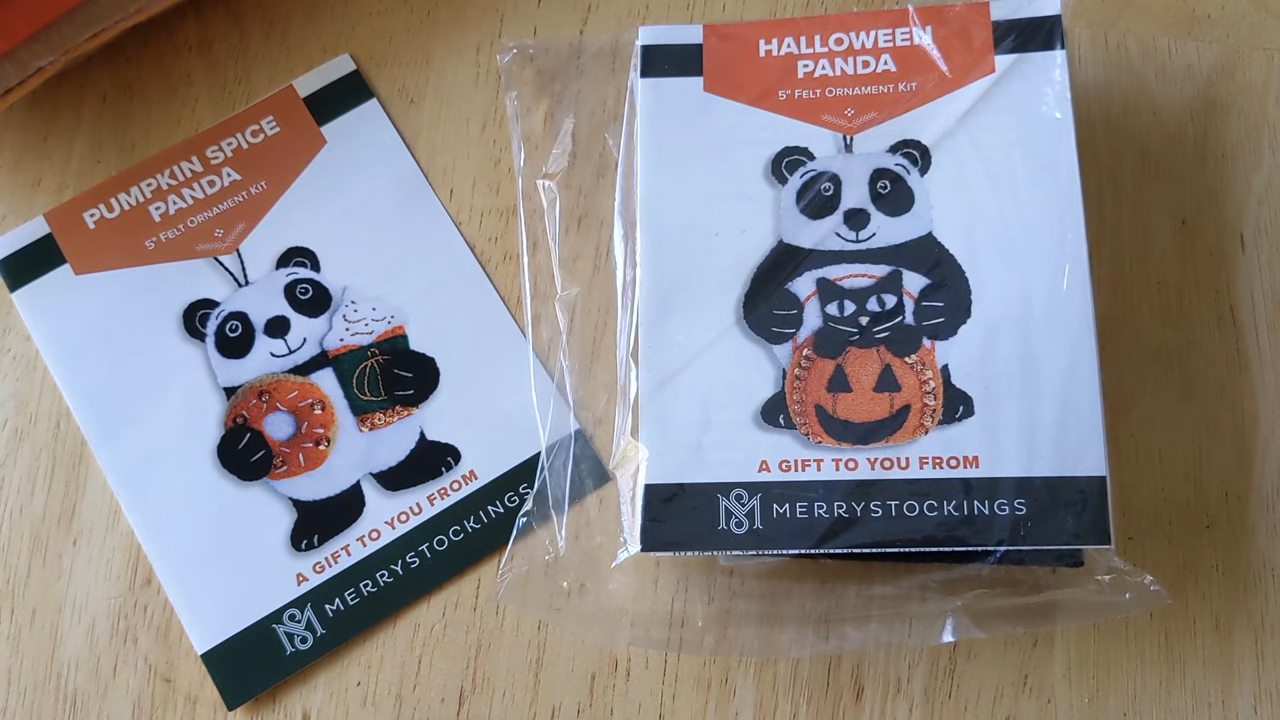 PUMPKIN SPICE
PANDA
5" FELT ORNAMENT KIT
A GIFT TO YOU FROM
MERRYSTOCKINGS
HALLOWEEN
PANDA
5" FELT ORNAMENT KIT
A GIFT TO YOU FROM
MERRYSTOCKINGS